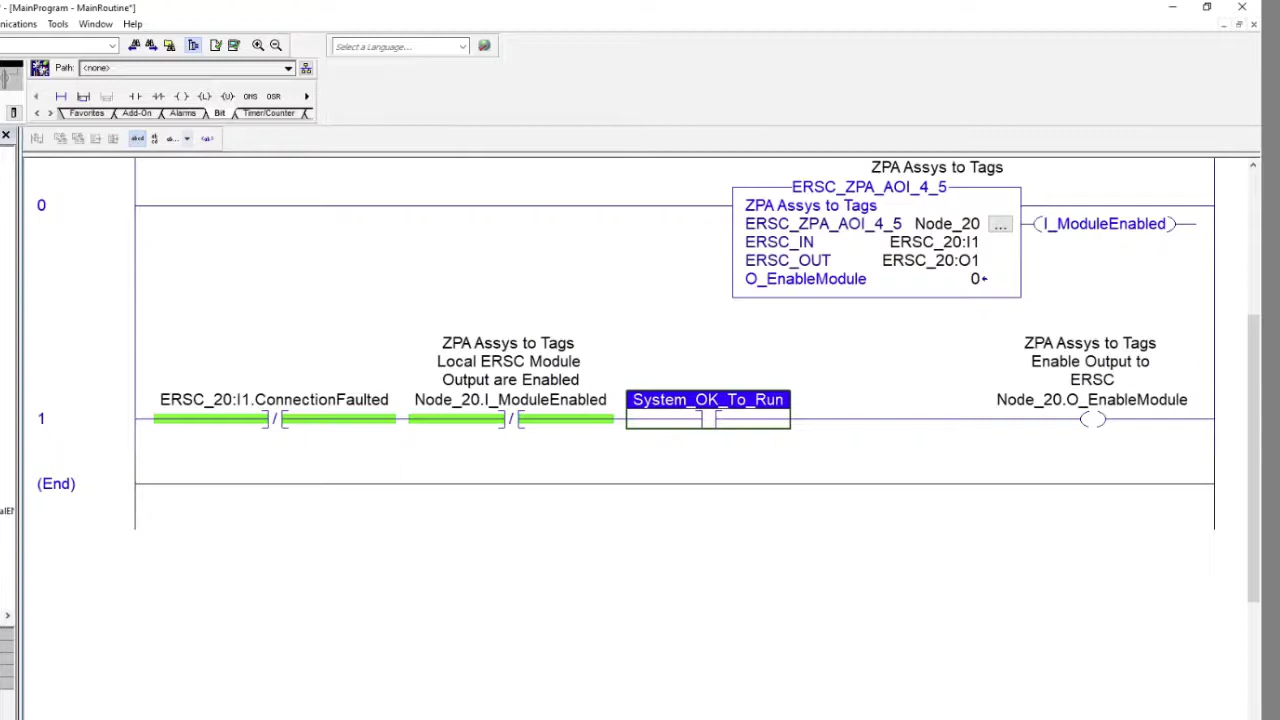 - [MainProgram - MainRoutine*]
nications Tools Window Help
Select a Language...
Path: <none>
(L) (U) ONS OSR
Favorites Add-On Alarms Bit Timer/Counter
ZPA Assys to Tags
ERSC_ZPA_AOI_4_5
0
ZPA Assys to Tags
ERSC_ZPA_AOI_4_5 Node_20 ...
(I_ModuleEnabled)
ERSC_IN ERSC_20:I1
ERSC_OUT ERSC_20:O1
O_EnableModule 0
ZPA Assys to Tags
Local ERSC Module
Output are Enabled
ZPA Assys to Tags
Enable Output to
ERSC
ERSC_20:I1.ConnectionFaulted Node_20.I_ModuleEnabled System_OK_To_Run Node_20.O_EnableModule
1
(End)